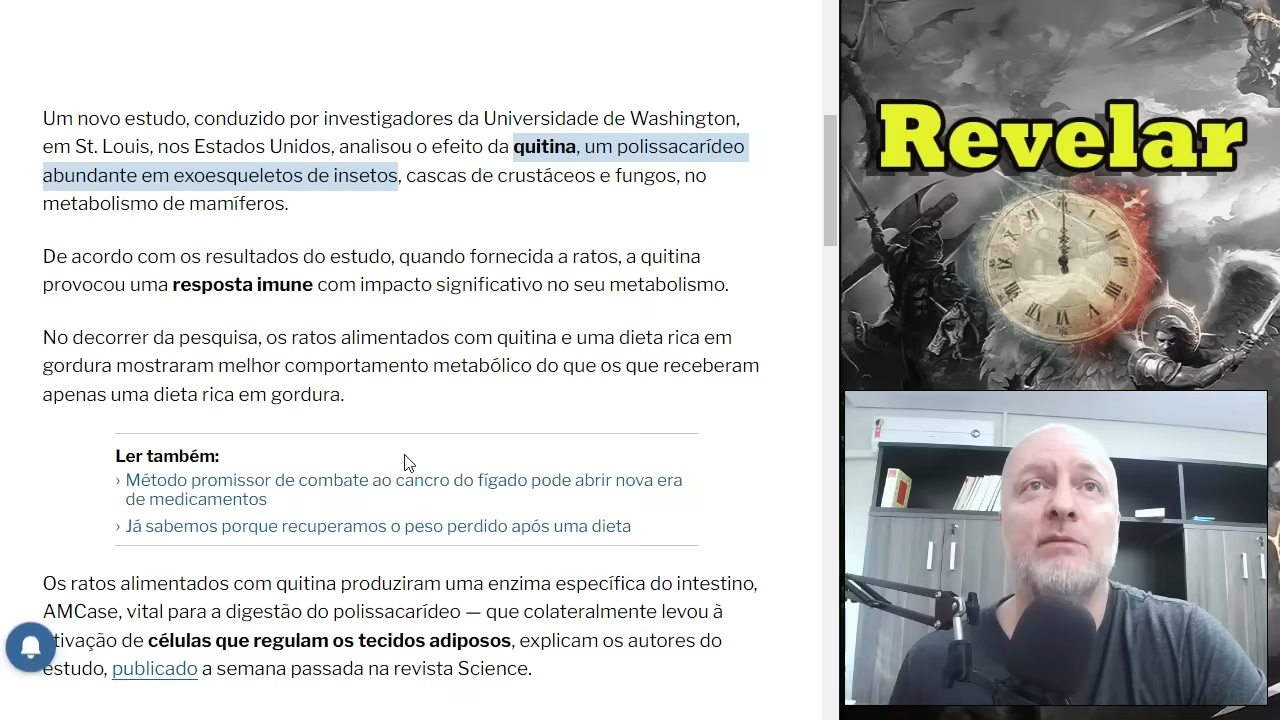 Um novo estudo, conduzido por investigadores da Universidade de Washington,
em St. Louis, nos Estados Unidos, analisou o efeito da quitina, um polissacarídeo
abundante em exoesqueletos de insetos, cascas de crustáceos e fungos, no
metabolismo de mamíferos.
De acordo com os resultados do estudo, quando fornecida a ratos, a quitina
provocou uma resposta imune com impacto significativo no seu metabolismo.
No decorrer da pesquisa, os ratos alimentados com quitina e uma dieta rica em
gordura mostraram melhor comportamento metabólico do que os que receberam
apenas uma dieta rica em gordura.
Ler também:
› Método promissor de combate ao cancro do fígado pode abrir nova era
de medicamentos
› Já sabemos porque recuperamos o peso perdido após uma dieta
Os ratos alimentados com quitina produziram uma enzima específica do intestino,
AMCase, vital para a digestão do polissacarídeo — que colateralmente levou à
tivação de células que regulam os tecidos adiposos, explicam os autores do
estudo, publicado a semana passada na revista Science.
Revelar